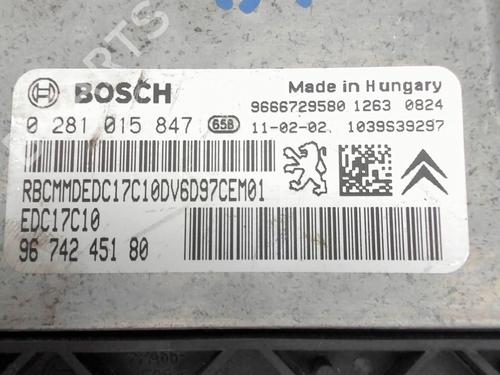 BOSCH
Made in Hungary
9666729580 1263 0824
0 281 015 847 65B 11-02-02. 1039S39297
RBCMMDEDC17C10DV6D97CEM01
EDC17C10
96 742 451 80